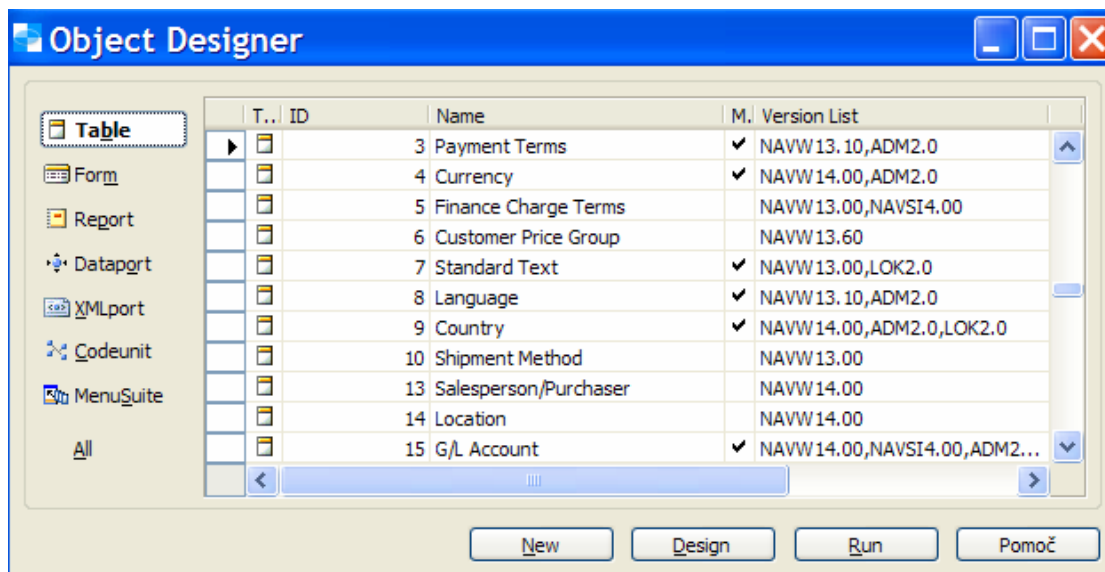 Object Designer
Table
Form
Report
Dataport
XMLport
Codeunit
MenuSuite
All
T.. ID Name M. Version List
3 Payment Terms ✔ NAVW13.10,ADM2.0
4 Currency ✔ NAVW14.00,ADM2.0
5 Finance Charge Terms NAVW13.00,NAVSI4.00
6 Customer Price Group NAVW13.60
7 Standard Text ✔ NAVW13.00,LOK2.0
8 Language ✔ NAVW13.10,ADM2.0
9 Country ✔ NAVW14.00,ADM2.0,LOK2.0
10 Shipment Method NAVW13.00
13 Salesperson/Purchaser NAVW14.00
14 Location NAVW14.00
15 G/L Account ✔ NAVW14.00,NAVSI4.00,ADM2...
New Design Run Pomoč